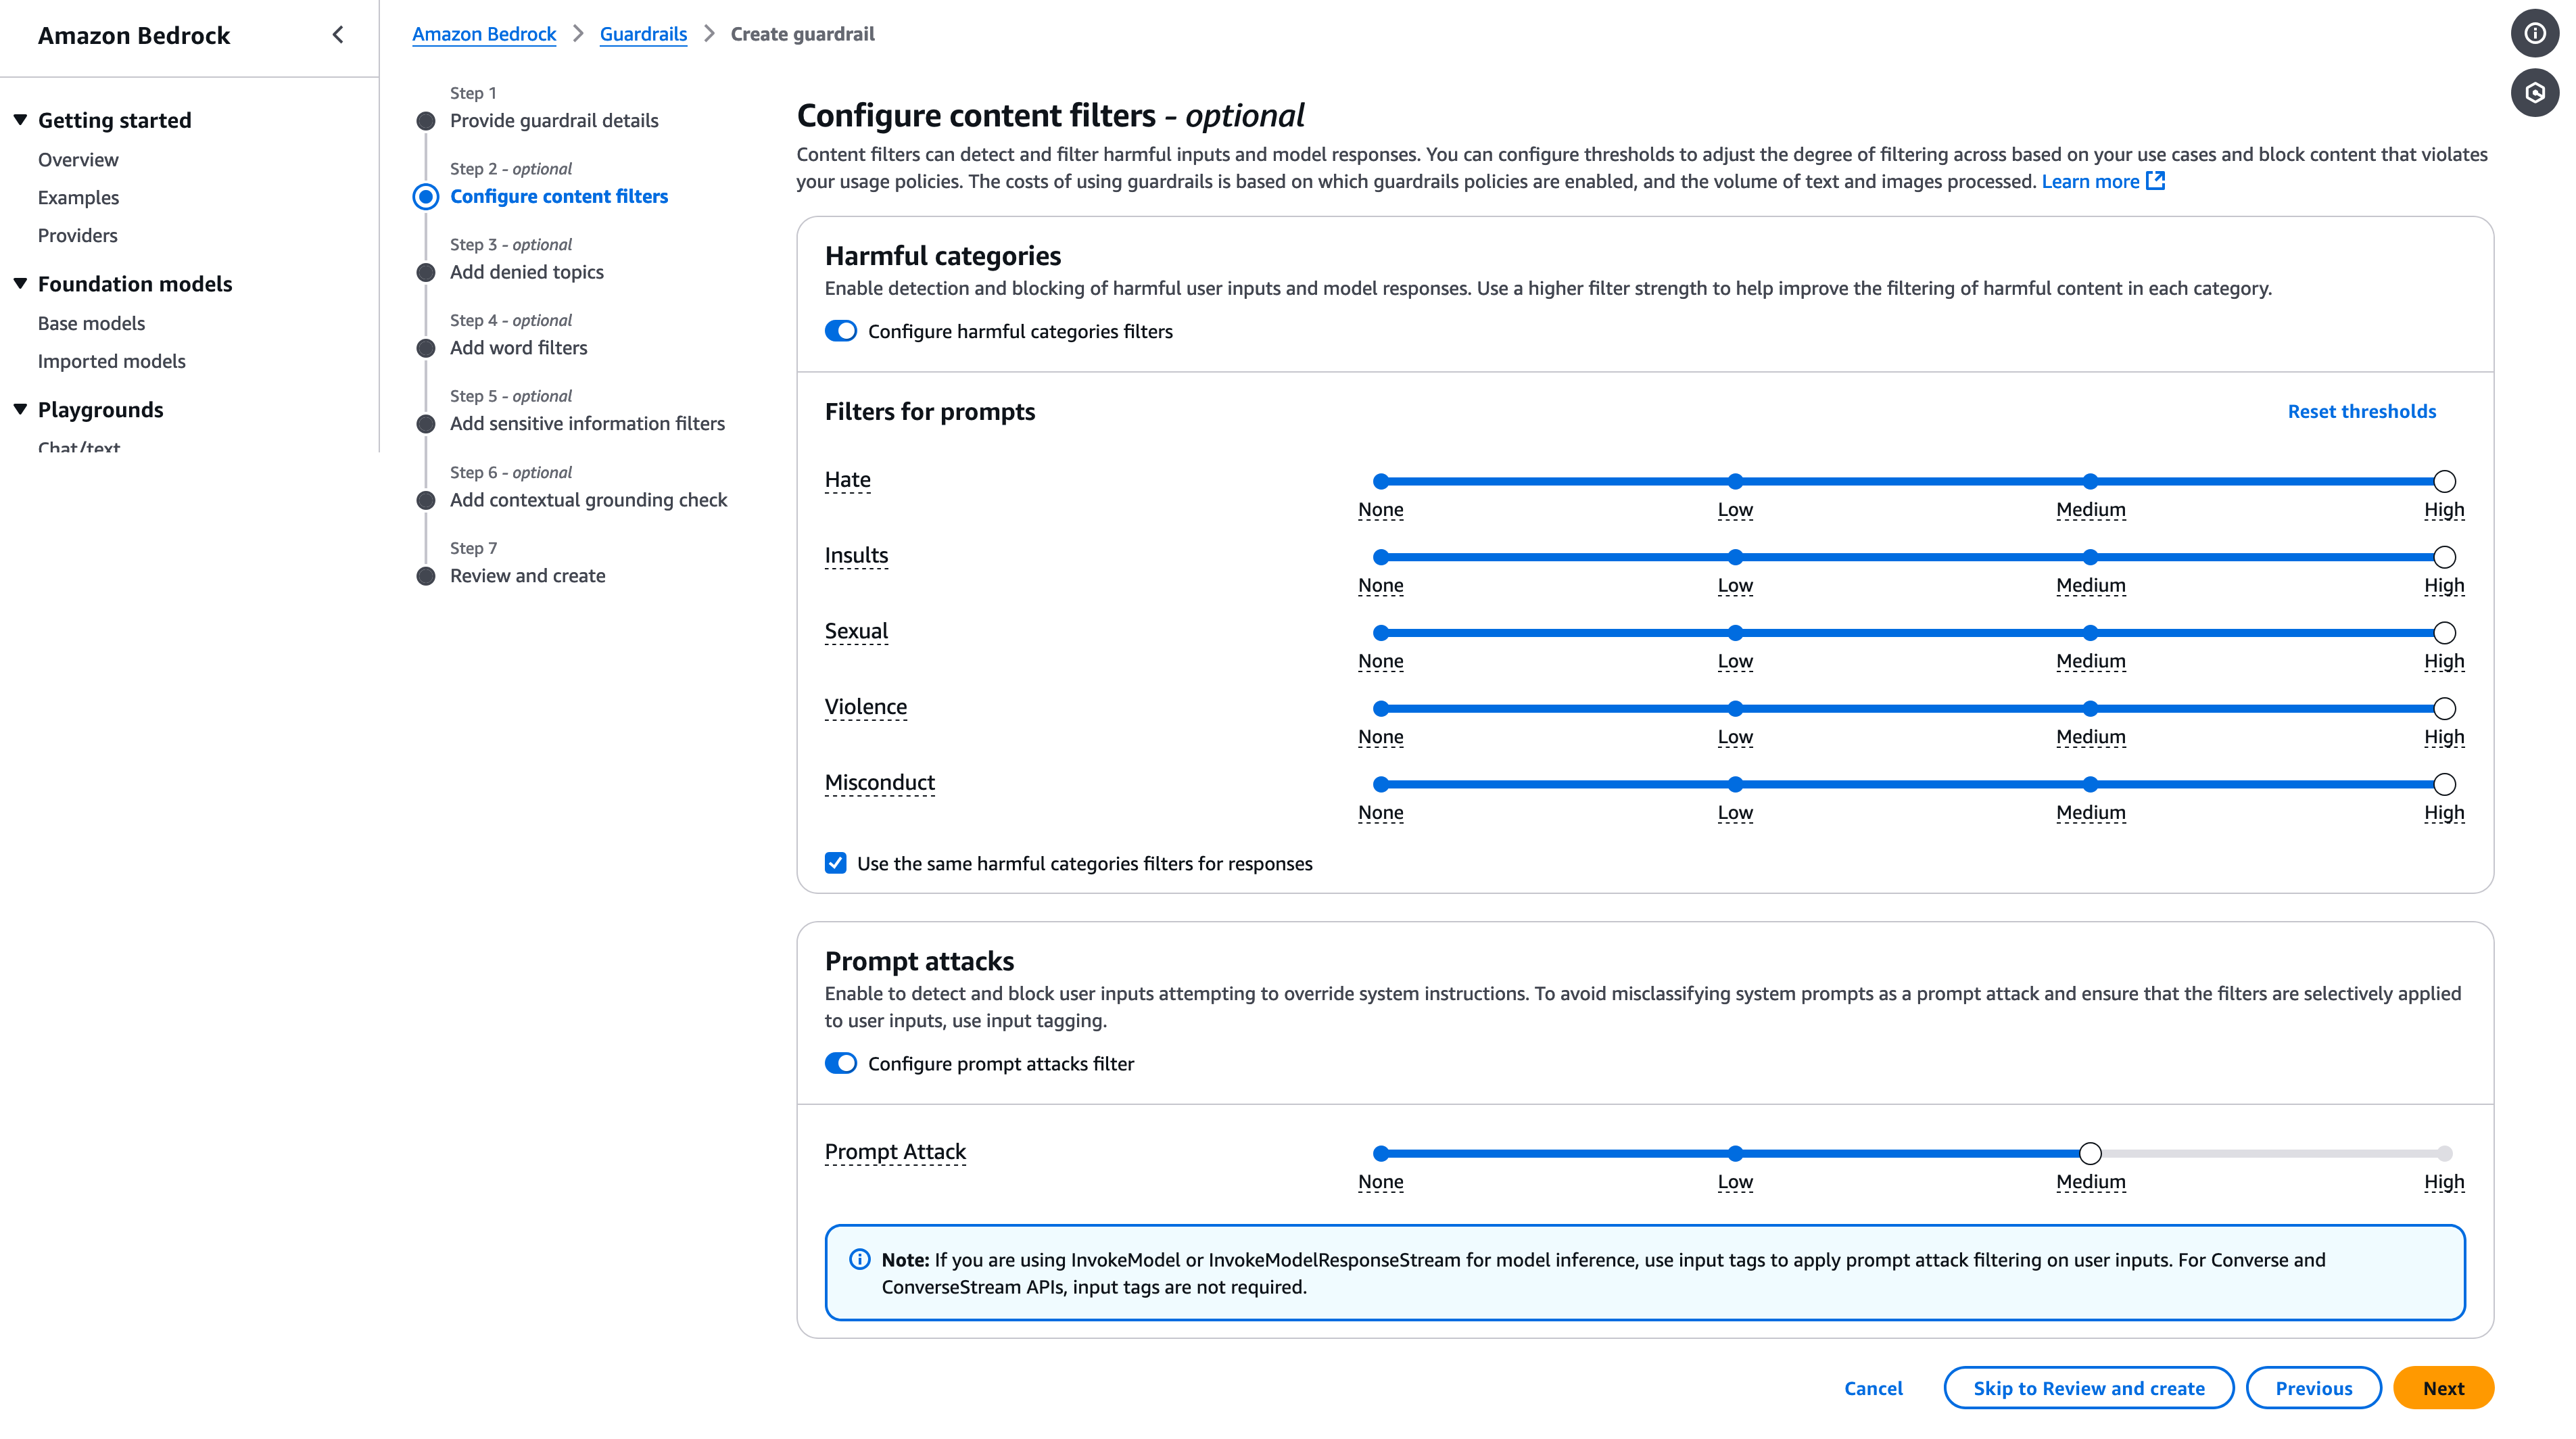 Amazon Bedrock
Getting started
Overview
Examples
Providers
Foundation models
Base models
Imported models
Playgrounds
Chat/text
Amazon Bedrock > Guardrails > Create guardrail
Step 1
Provide guardrail details
Step 2 - optional
Configure content filters
Step 3 - optional
Add denied topics
Step 4 - optional
Add word filters
Step 5 - optional
Add sensitive information filters
Step 6 - optional
Add contextual grounding check
Step 7
Review and create
Configure content filters - optional
Content filters can detect and filter harmful inputs and model responses. You can configure thresholds to adjust the degree of filtering across based on your use cases and block content that violates
your usage policies. The costs of using guardrails is based on which guardrails policies are enabled, and the volume of text and images processed. Learn more
Harmful categories
Enable detection and blocking of harmful user inputs and model responses. Use a higher filter strength to help improve the filtering of harmful content in each category.
Configure harmful categories filters
Filters for prompts Reset thresholds
Hate
None Low Medium High
Insults
None Low Medium High
Sexual
None Low Medium High
Violence
None Low Medium High
Misconduct
None Low Medium High
Use the same harmful categories filters for responses
Prompt attacks
Enable to detect and block user inputs attempting to override system instructions. To avoid misclassifying system prompts as a prompt attack and ensure that the filters are selectively applied
to user inputs, use input tagging.
Configure prompt attacks filter
Prompt Attack
None Low Medium High
Note: If you are using InvokeModel or InvokeModelResponseStream for model inference, use input tags to apply prompt attack filtering on user inputs. For Converse and
ConverseStream APIs, input tags are not required.
Cancel Skip to Review and create Previous Next